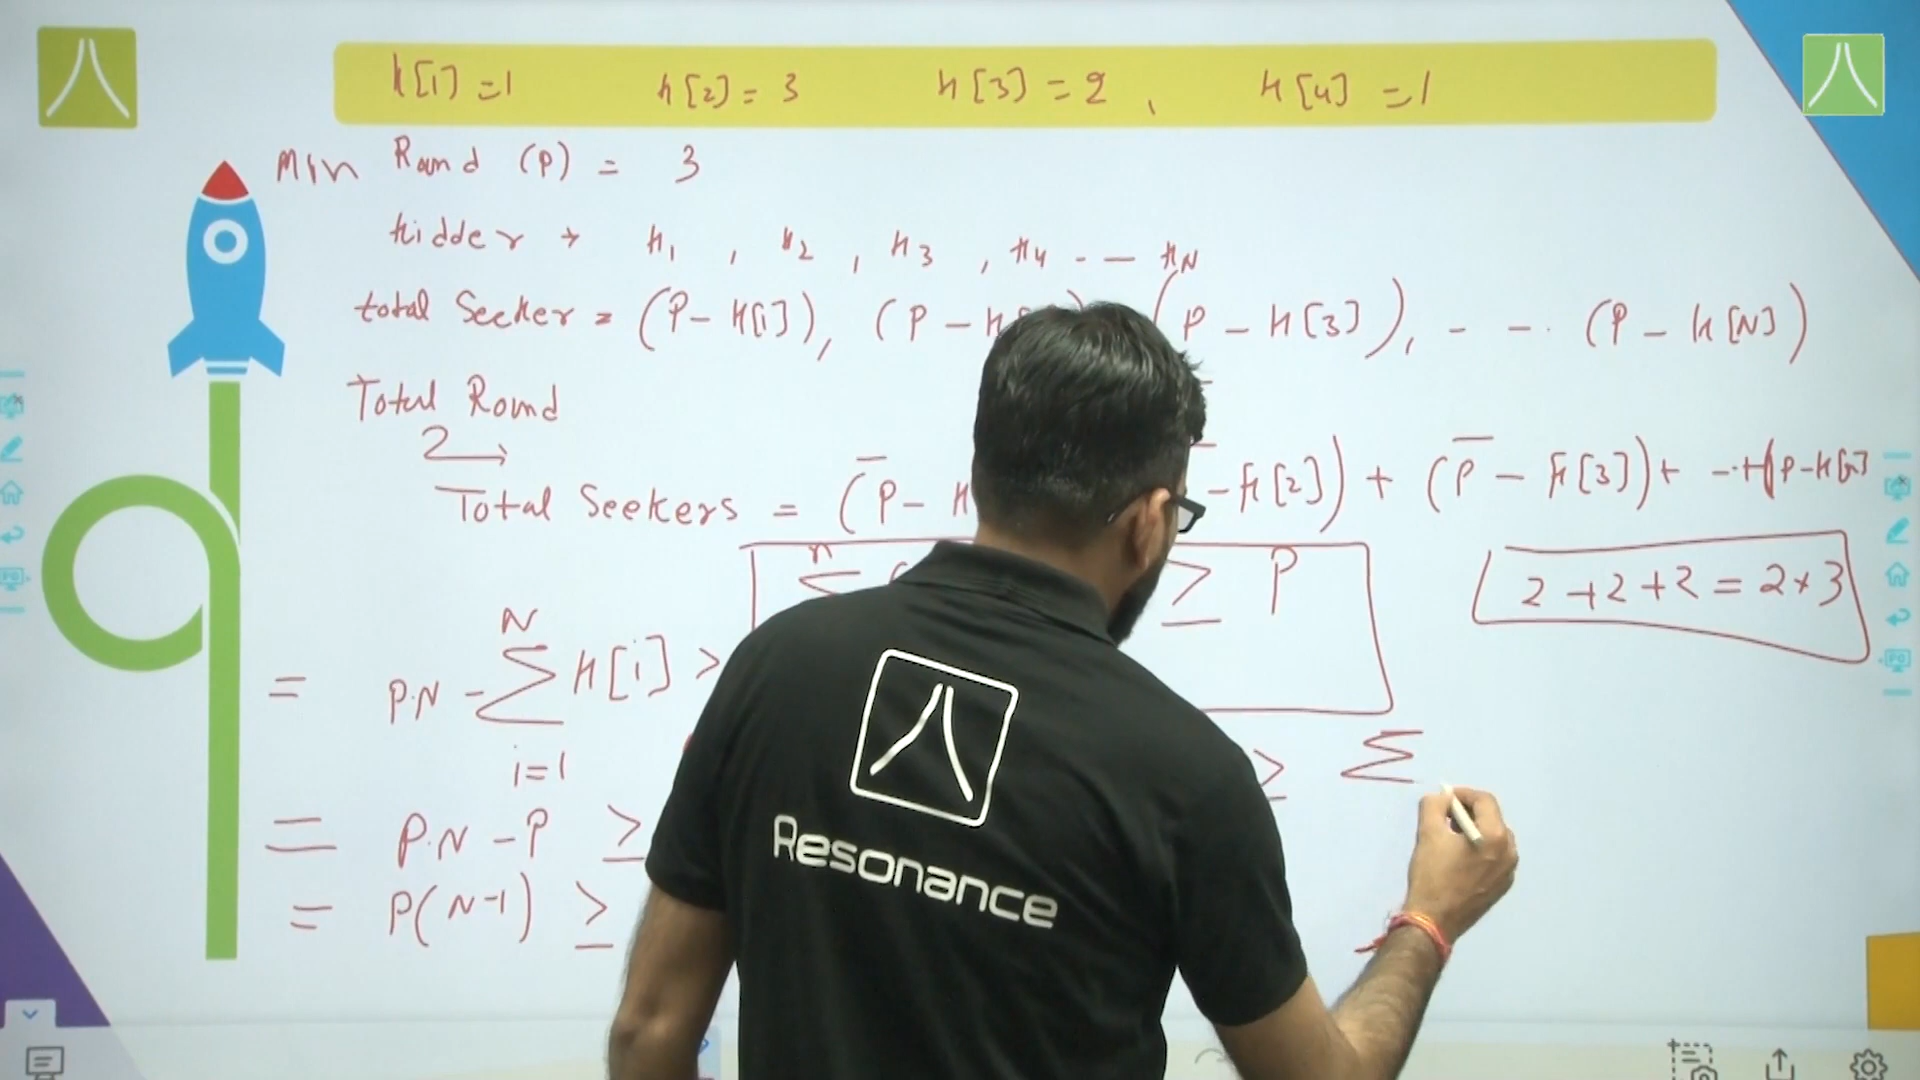 H[1] = 1 H[2] = 3 H[3] = 2 , H[4] = 1
Min Round (P) = 3
Hidder → H1 , H2 , H3 , H4 - - HN
total Seeker = (P - H[1]), (P - H (P - H[3]), - - . (P - H[N])
Total Round
2 →
Total Seekers = (P - H - H[2]) + (P - H[3]) + - - + (P - H[N]
n
Σ ≥ P
2 + 2 + 2 = 2 × 3
= P.N - N Σ i=1 H[i] >
≥ Σ
= P.N - P ≥
= P(N-1) ≥
Resonance